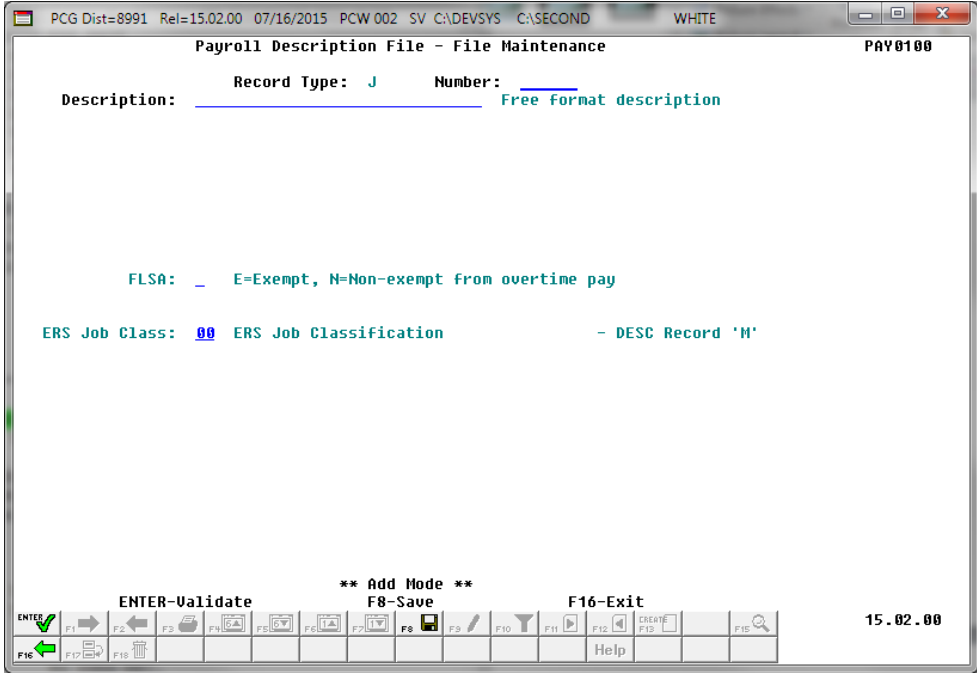 PCG Dist=8991 Rel=15.02.00 07/16/2015 PCW 002 SV C:\DEVSYS C:\SECOND WHITE
Payroll Description File - File Maintenance PAY0100
Record Type: J Number:
Description: Free format description
FLSA: _ E=Exempt, N=Non-exempt from overtime pay
ERS Job Class: 00 ERS Job Classification - DESC Record 'M'
** Add Mode **
ENTER-Validate F8-Save F16-Exit
ENTER F1 F2 F3 F4 F5 F6 F7 F8 F9 F10 F11 F12 CREATE F13 F15 15.02.00
F16 F17 F18 Help